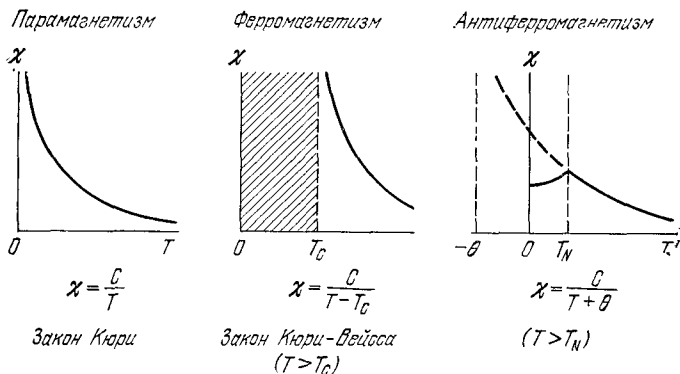 Парамагнетизм
Ферромагнетизм
Антиферромагнетизм
ϰ
ϰ
ϰ
0
T
0
T_C
−θ
0
T_N
T
ϰ = C/T
ϰ = C/(T − T_C)
ϰ = C/(T + θ)
Закон Кюри
Закон Кюри-Вейсса
(T > T_C)
(T > T_N)